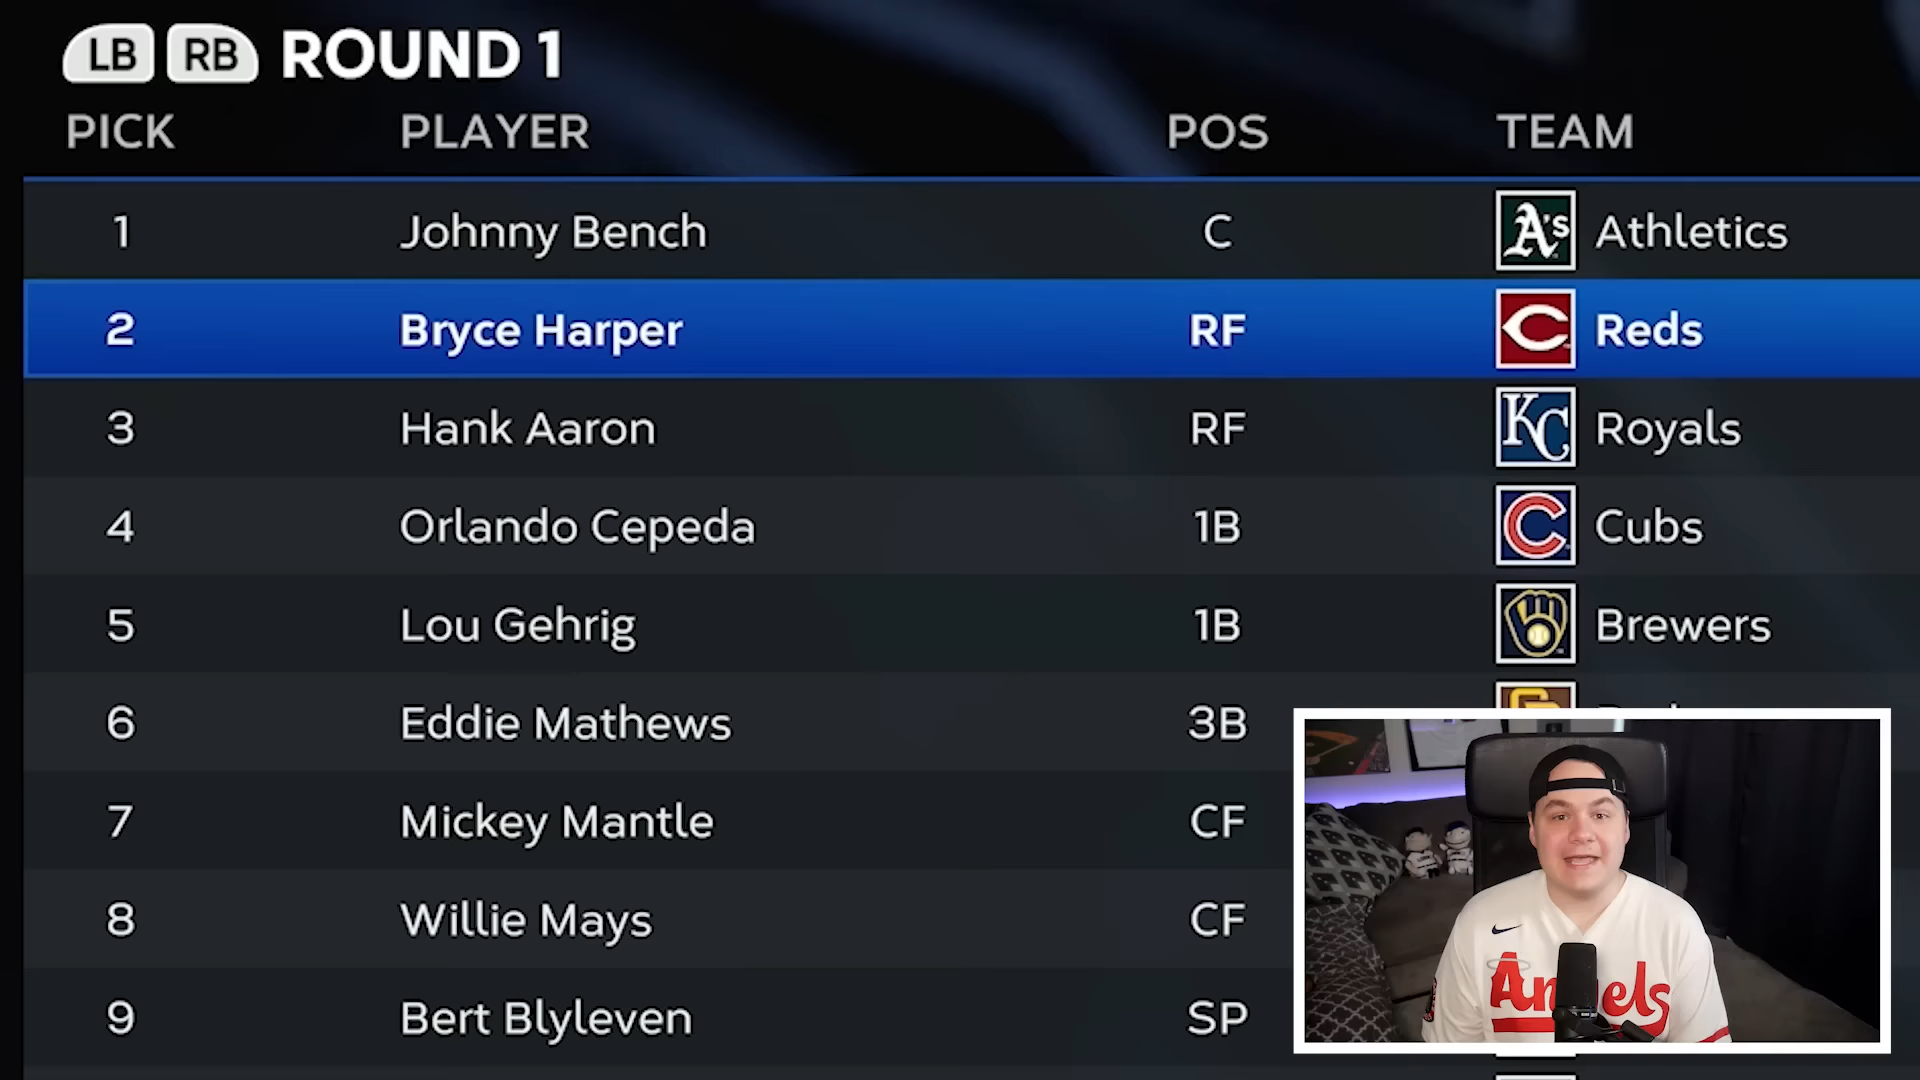 LB RB ROUND 1
PICK PLAYER POS TEAM
1 Johnny Bench C A's Athletics
2 Bryce Harper RF C Reds
3 Hank Aaron RF KC Royals
4 Orlando Cepeda 1B C Cubs
5 Lou Gehrig 1B Brewers
6 Eddie Mathews 3B
7 Mickey Mantle CF
8 Willie Mays CF
9 Bert Blyleven SP
Angels